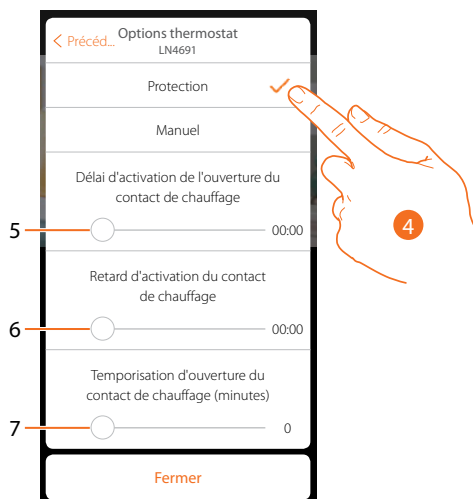 < Précéd... Options thermostat
LN4691
Protection
Manuel
Délai d'activation de l'ouverture du
contact de chauffage
5 00:00
Retard d'activation du contact
de chauffage
6 00:00
Temporisation d'ouverture du
contact de chauffage (minutes)
7 0
Fermer
4